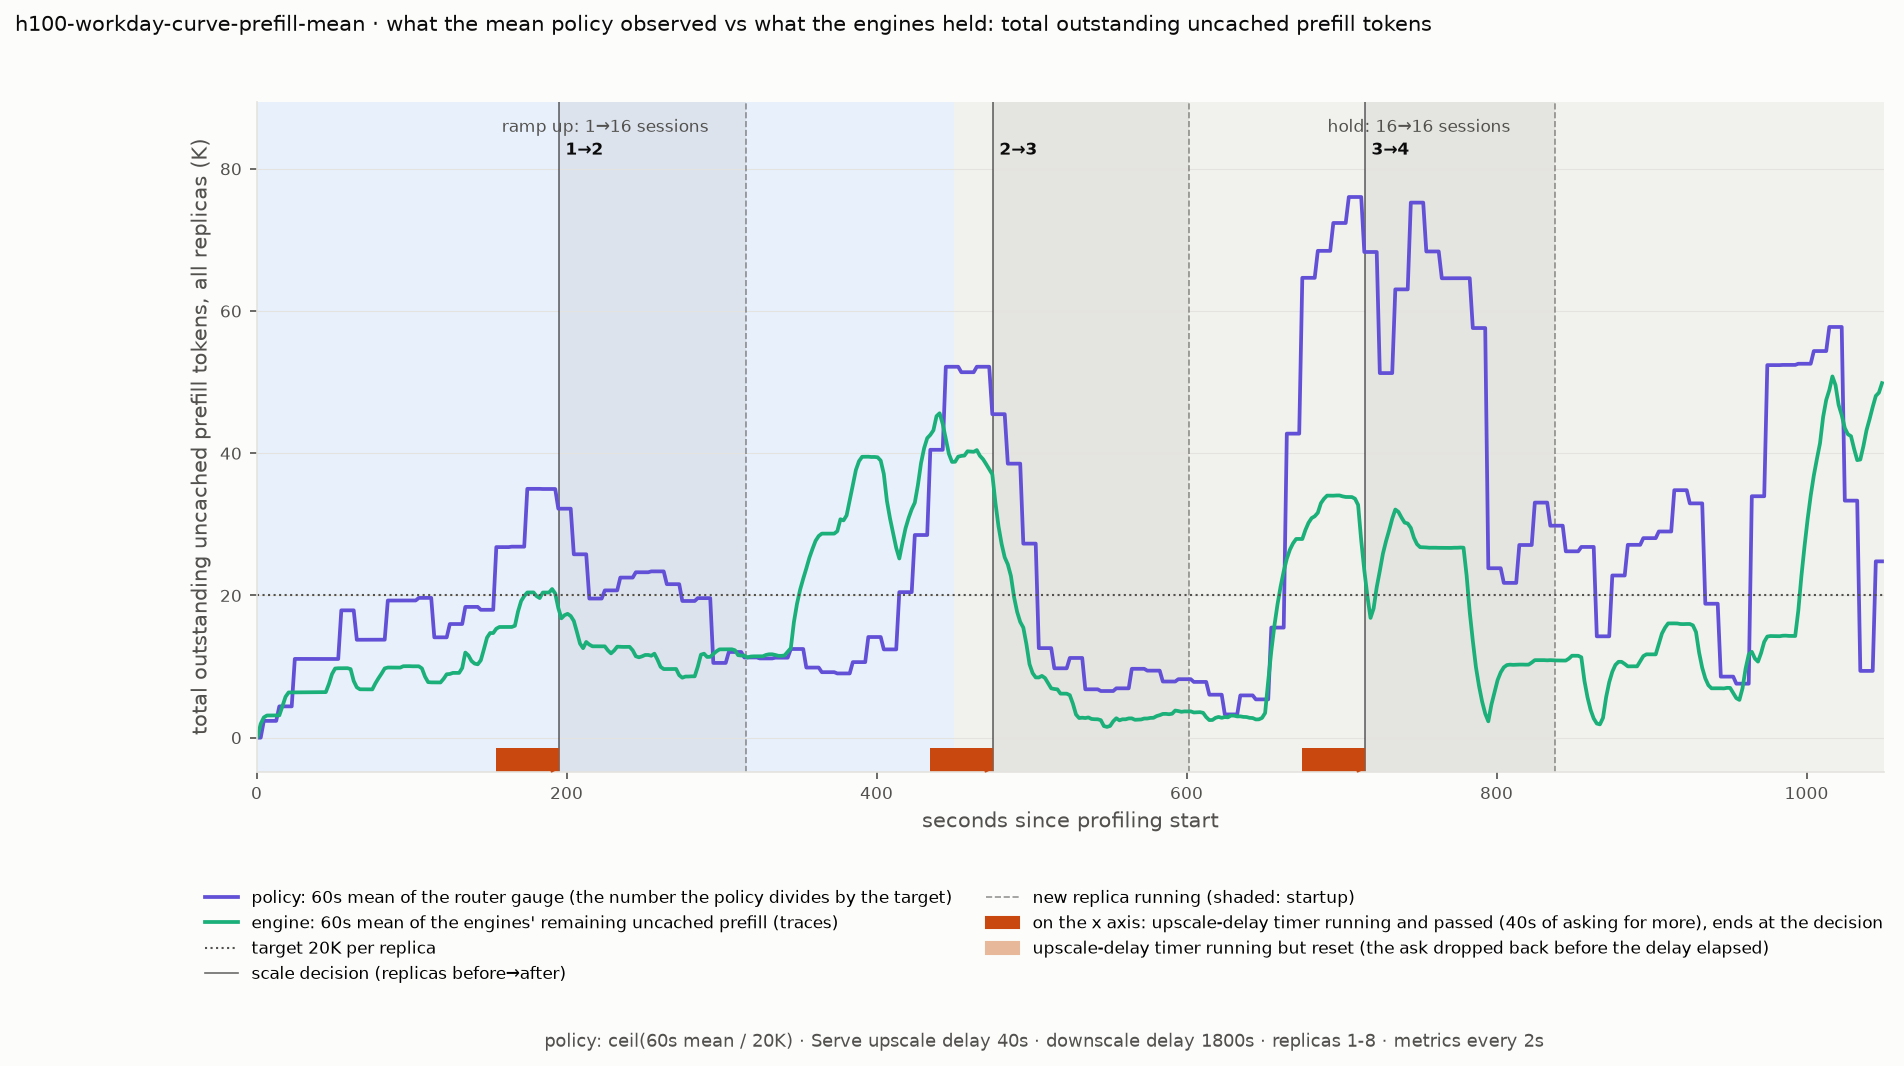 h100-workday-curve-prefill-mean · what the mean policy observed vs what the engines held: total outstanding uncached prefill tokens
ramp up: 1→16 sessions
hold: 16→16 sessions
1→2
2→3
3→4
total outstanding uncached prefill tokens, all replicas (K)
80
60
40
20
0
0
200
400
600
800
1000
seconds since profiling start
policy: 60s mean of the router gauge (the number the policy divides by the target)
engine: 60s mean of the engines' remaining uncached prefill (traces)
target 20K per replica
scale decision (replicas before→after)
new replica running (shaded: startup)
on the x axis: upscale-delay timer running and passed (40s of asking for more), ends at the decision
upscale-delay timer running but reset (the ask dropped back before the delay elapsed)
policy: ceil(60s mean / 20K) · Serve upscale delay 40s · downscale delay 1800s · replicas 1-8 · metrics every 2s